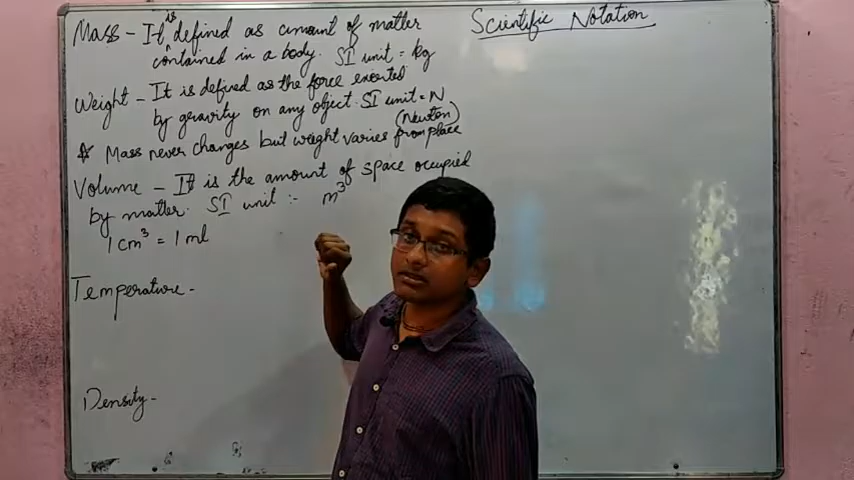 Mass - It is defined as amount of matter
contained in a body. SI unit = kg
Weight - It is defined as the force exerted
by gravity on any object. SI unit = N
(Newton)
☆ Mass never changes but weight varies from place
Volume - It is the amount of space occupied
by matter. SI unit :- m³
1 cm³ = 1 ml
Temperature -
Density -
Scientific Notation